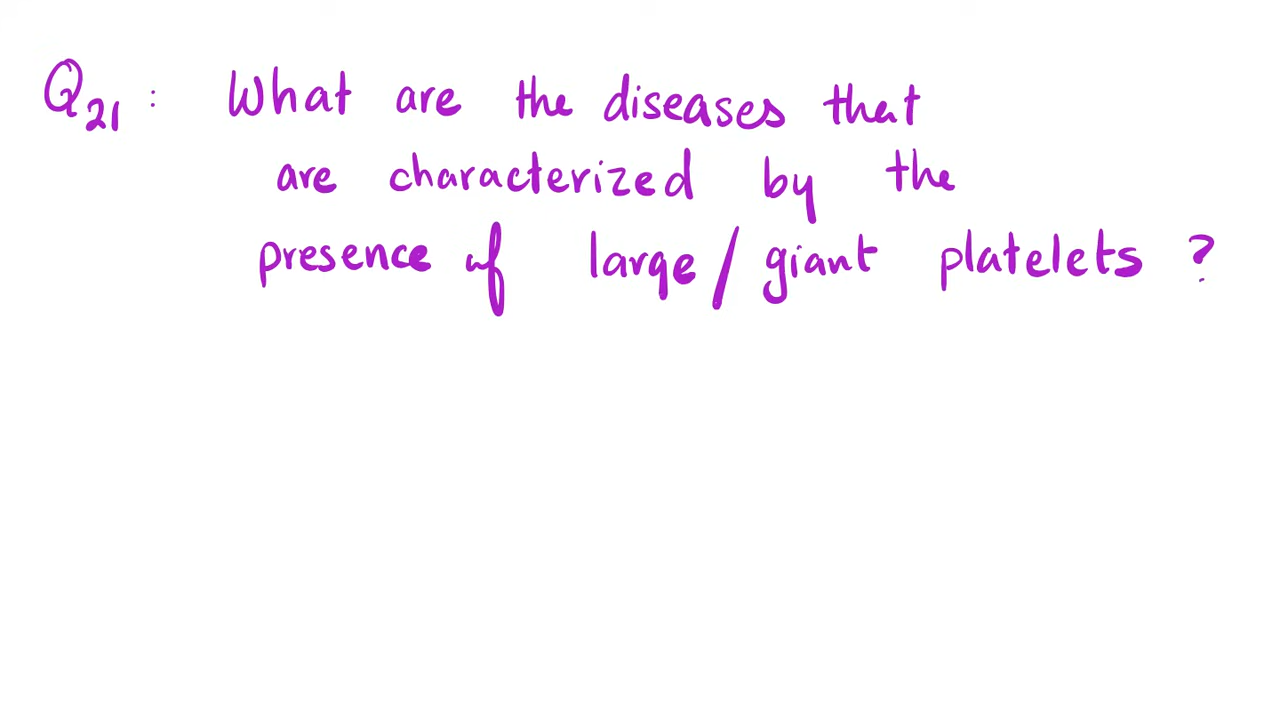 Q21: What are the diseases that
are characterized by the
presence of large/giant platelets?